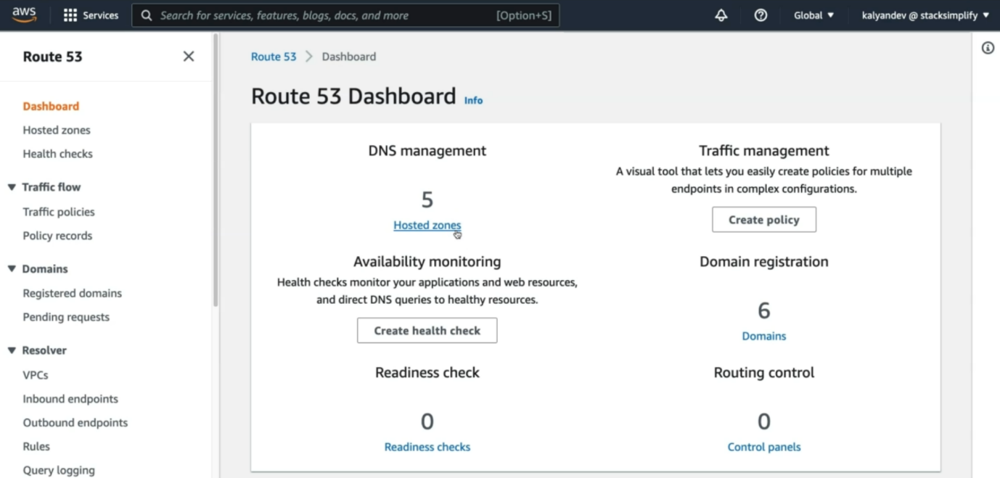 aws
Services
Search for services, features, blogs, docs, and more
[Option+S]
Global ▼
kalyandev @ stacksimplify ▼
Route 53
Dashboard
Hosted zones
Health checks
▼ Traffic flow
Traffic policies
Policy records
▼ Domains
Registered domains
Pending requests
▼ Resolver
VPCs
Inbound endpoints
Outbound endpoints
Rules
Query logging
Route 53 > Dashboard
Route 53 Dashboard Info
DNS management
5
Hosted zones
Traffic management
A visual tool that lets you easily create policies for multiple
endpoints in complex configurations.
Create policy
Availability monitoring
Health checks monitor your applications and web resources,
and direct DNS queries to healthy resources.
Create health check
Domain registration
6
Domains
Readiness check
0
Readiness checks
Routing control
0
Control panels